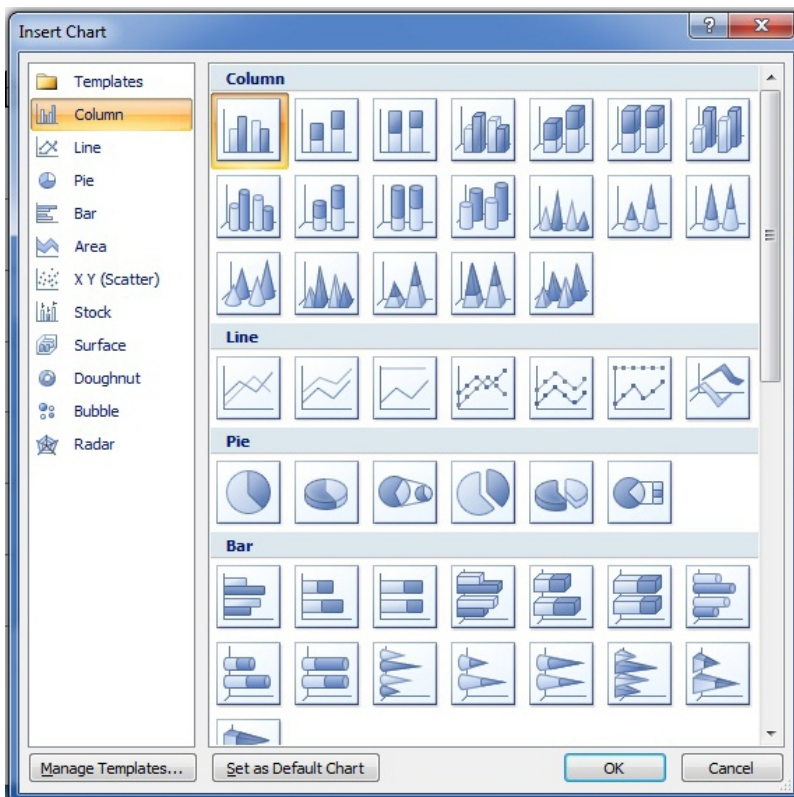 Insert Chart
Templates
Column
Line
Pie
Bar
Area
X Y (Scatter)
Stock
Surface
Doughnut
Bubble
Radar
Column
Line
Pie
Bar
Manage Templates...
Set as Default Chart
OK
Cancel